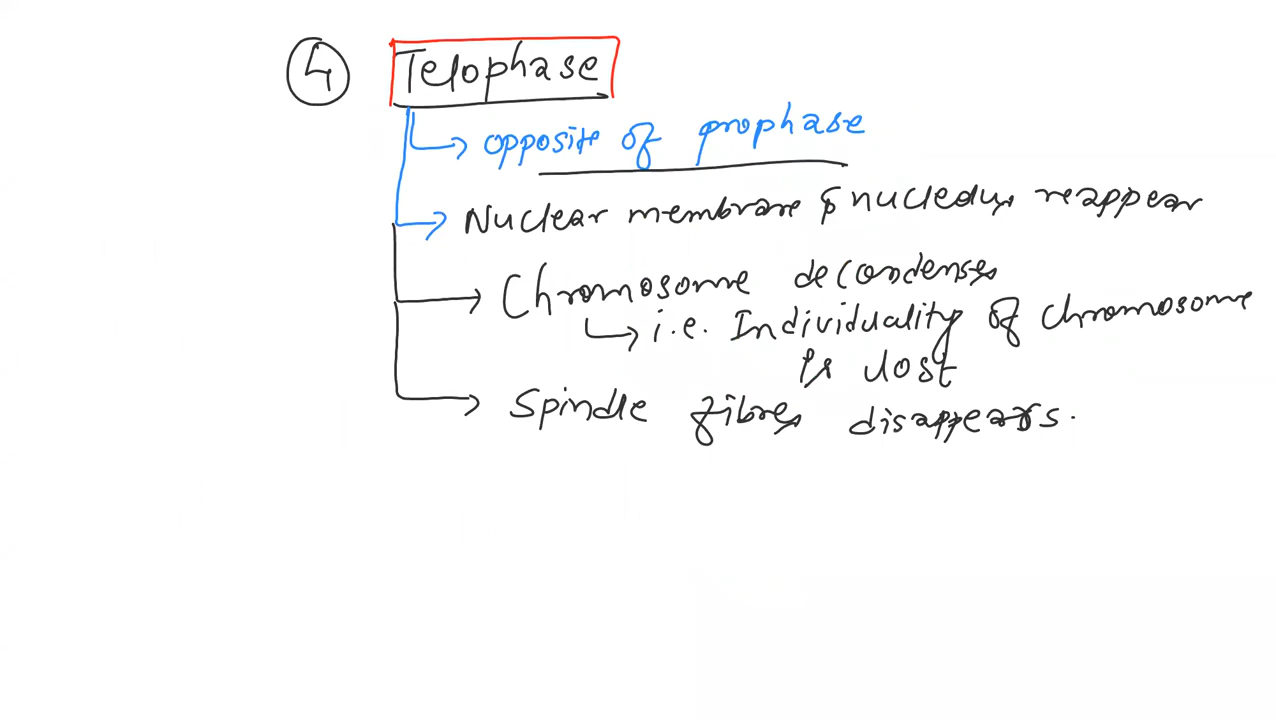 4 Telophase
→ opposite of prophase
→ Nuclear membrane & nucleolus reappear
→ Chromosome decondenses
→ i.e. Individuality of chromosome
is lost
→ Spindle fibres disappears.